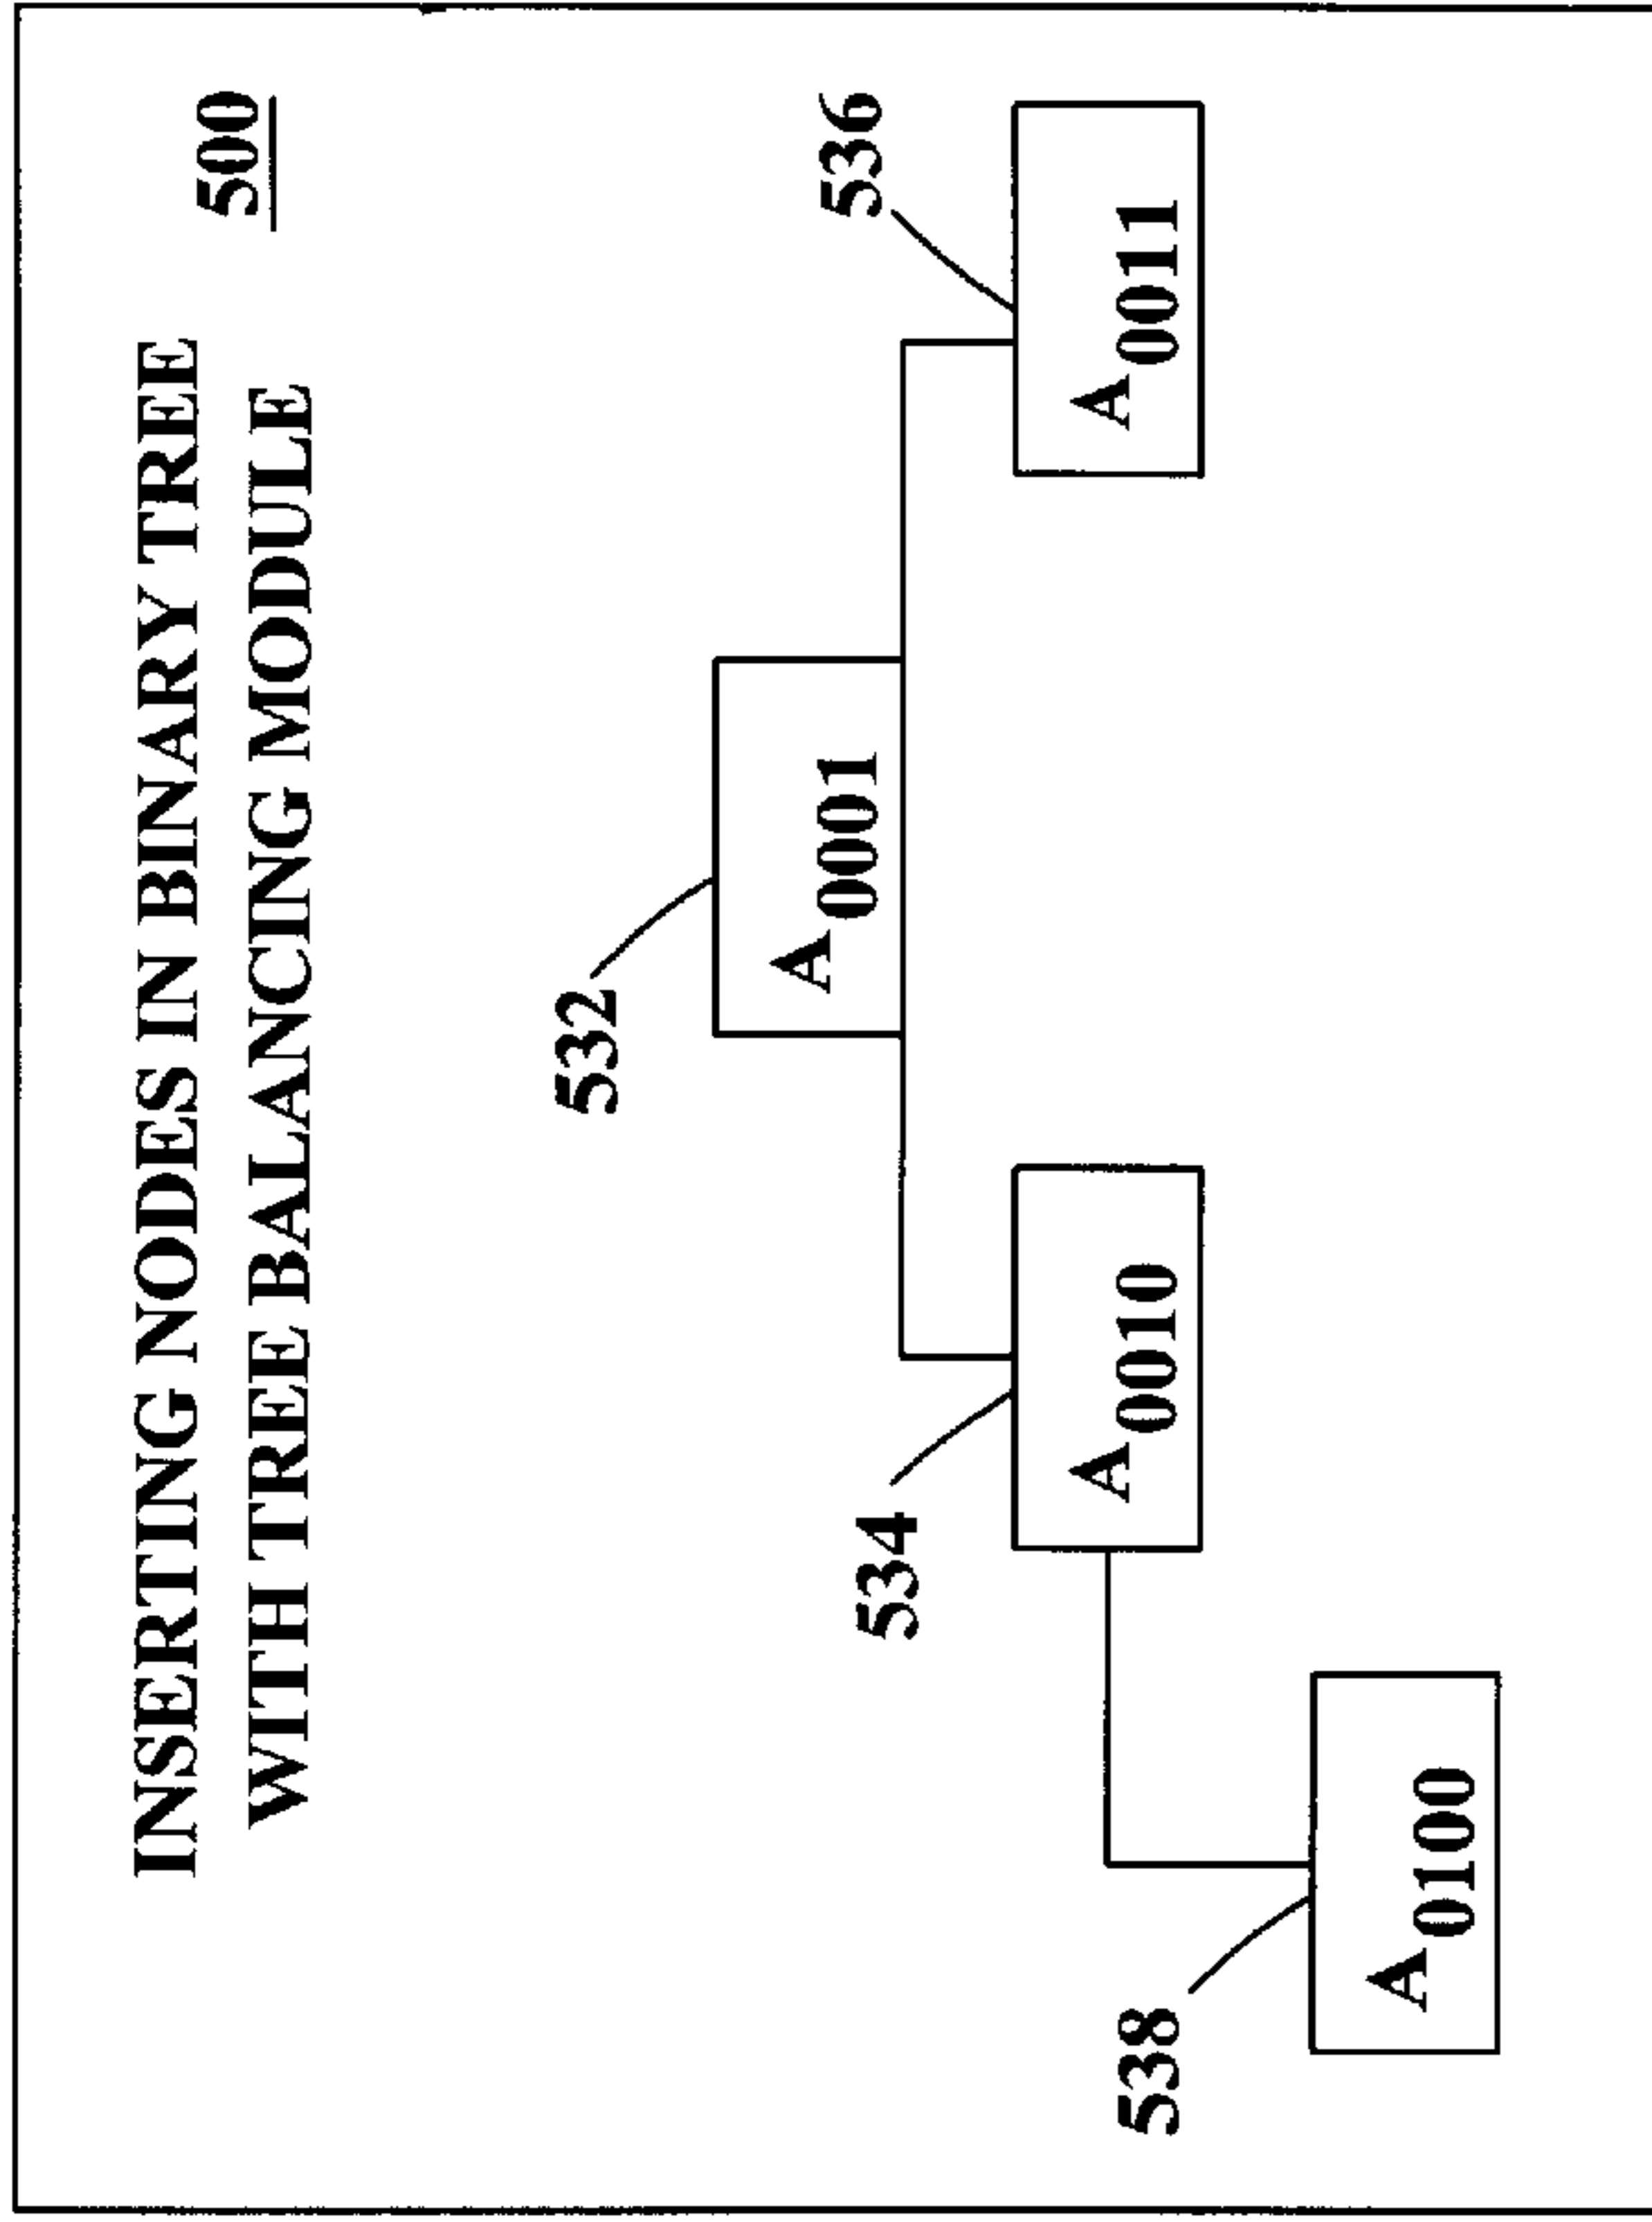 INSERTING NODES IN BINARY TREE
WITH TREE BALANCING MODULE
500
532
A0001
534
A0010
536
A0011
538
A0100